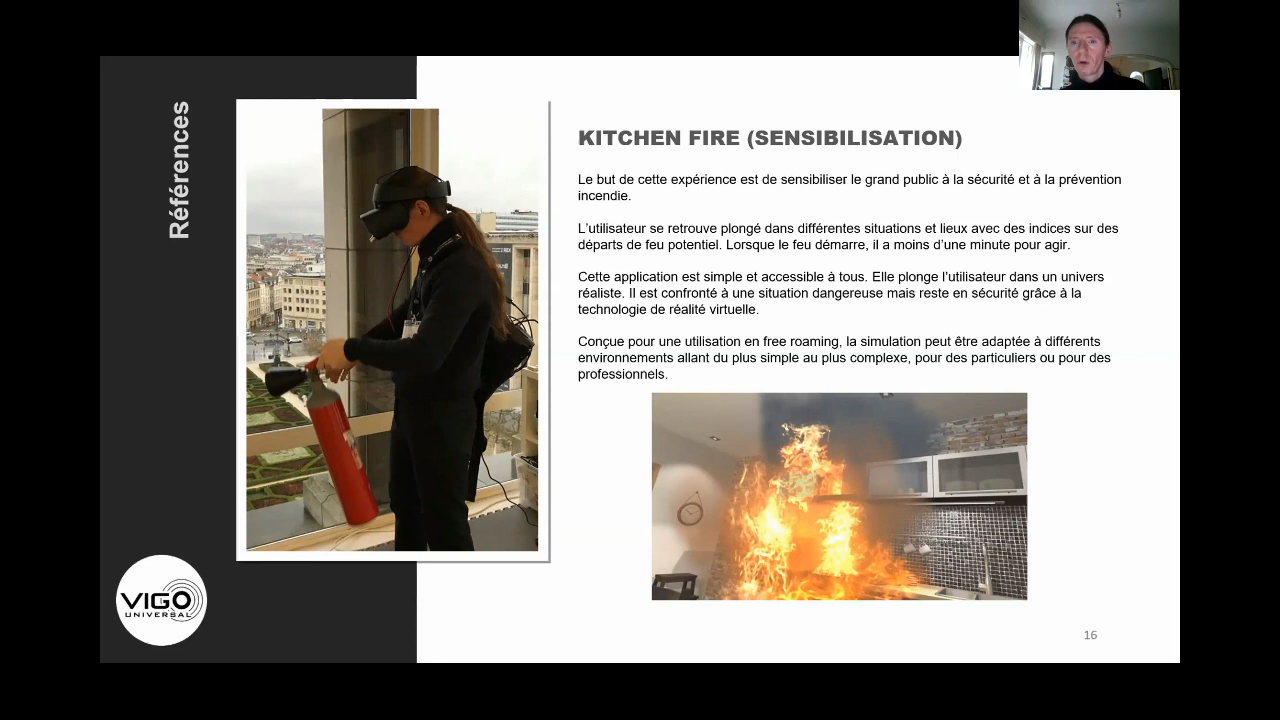 Références
KITCHEN FIRE (SENSIBILISATION)
Le but de cette expérience est de sensibiliser le grand public à la sécurité et à la prévention
incendie.
L’utilisateur se retrouve plongé dans différentes situations et lieux avec des indices sur des
départs de feu potentiel. Lorsque le feu démarre, il a moins d’une minute pour agir.
Cette application est simple et accessible à tous. Elle plonge l’utilisateur dans un univers
réaliste. Il est confronté à une situation dangereuse mais reste en sécurité grâce à la
technologie de réalité virtuelle.
Conçue pour une utilisation en free roaming, la simulation peut être adaptée à différents
environnements allant du plus simple au plus complexe, pour des particuliers ou pour des
professionnels.
VIGO
UNIVERSAL
16